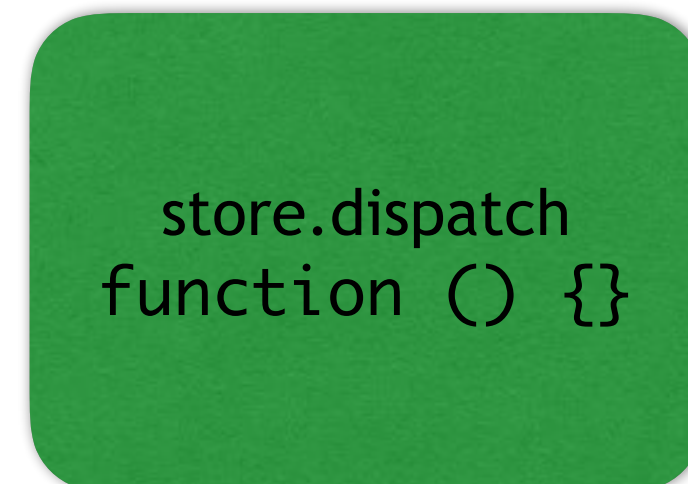 store.dispatch
function () {}